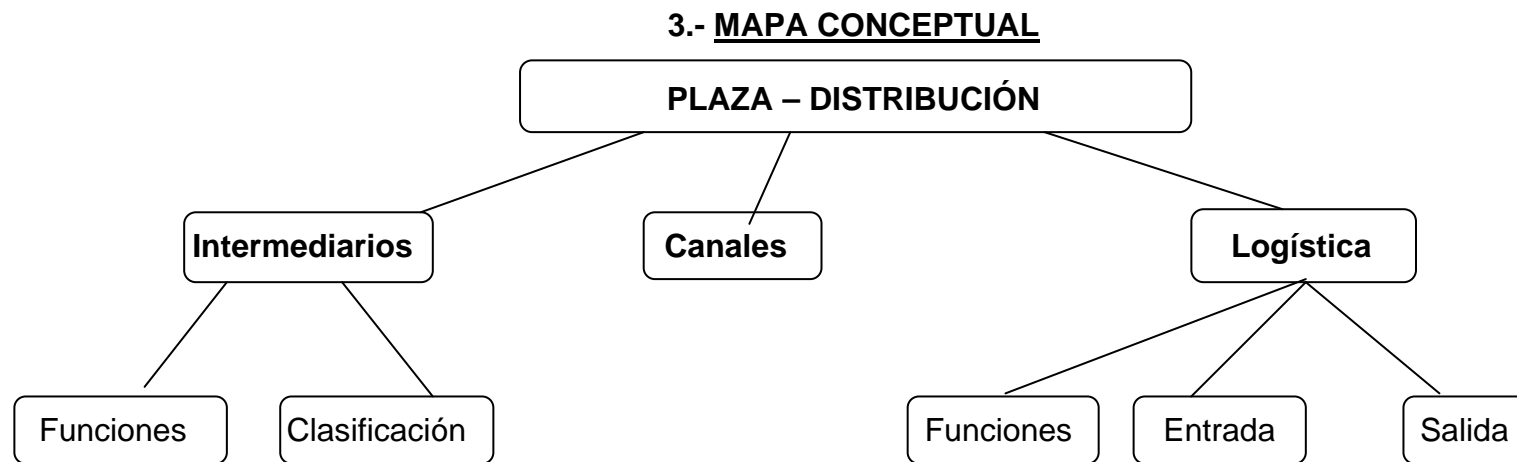 3.- MAPA CONCEPTUAL
PLAZA – DISTRIBUCIÓN
Intermediarios
Canales
Logística
Funciones
Clasificación
Funciones
Entrada
Salida